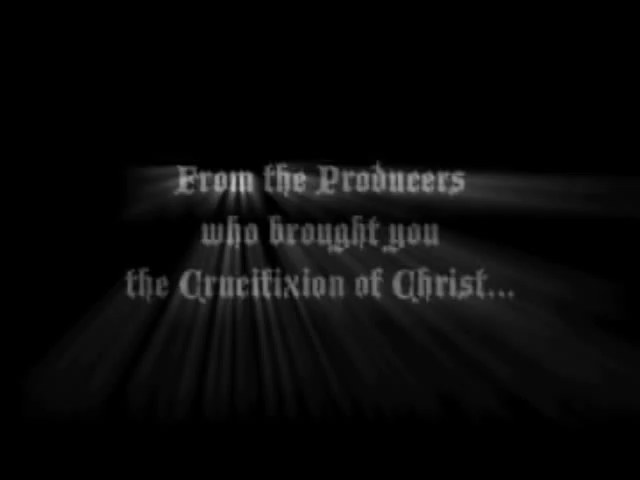 From the Producers
who brought you
the Crucifixion of Christ...